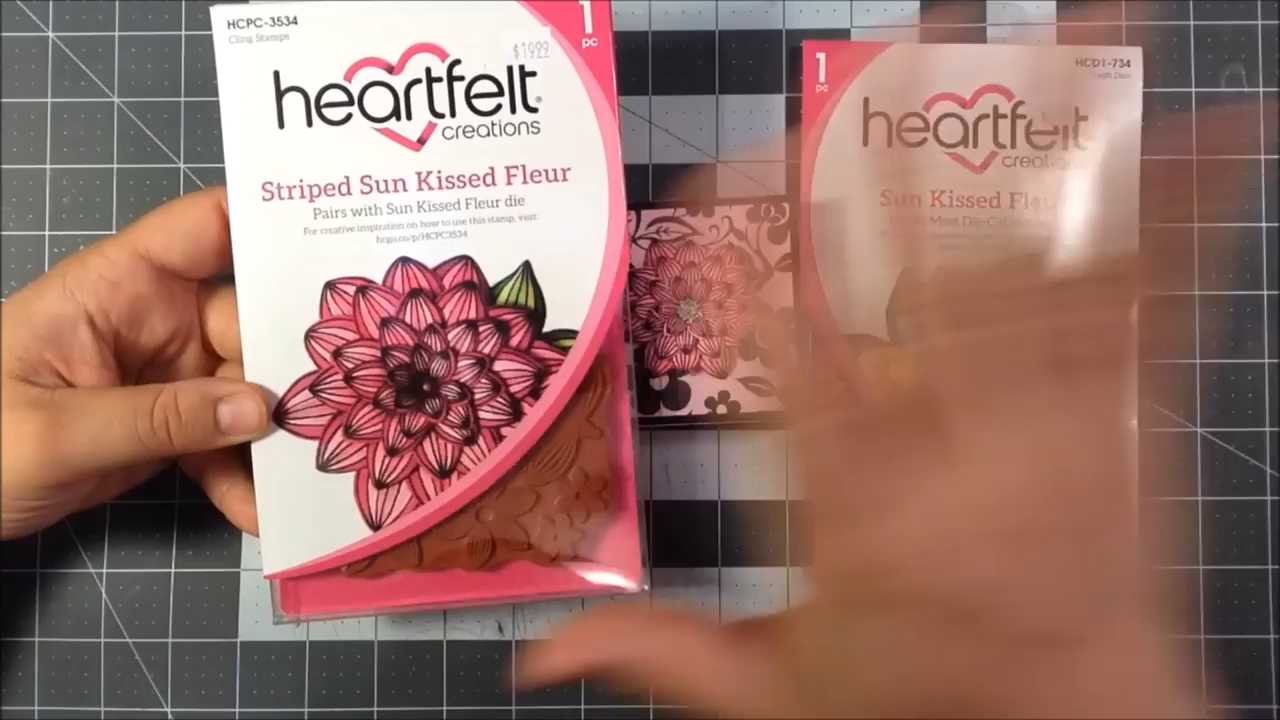 HCPC-3534
Cling Stamps
1
pc
$19.99
heartfelt
creations
Striped Sun Kissed Fleur
Pairs with Sun Kissed Fleur die
For creative inspiration on how to use this stamp, visit:
hcgo.co/p/HCPC3534
1
pc
HCD1-734
heartfelt
Sun Kissed